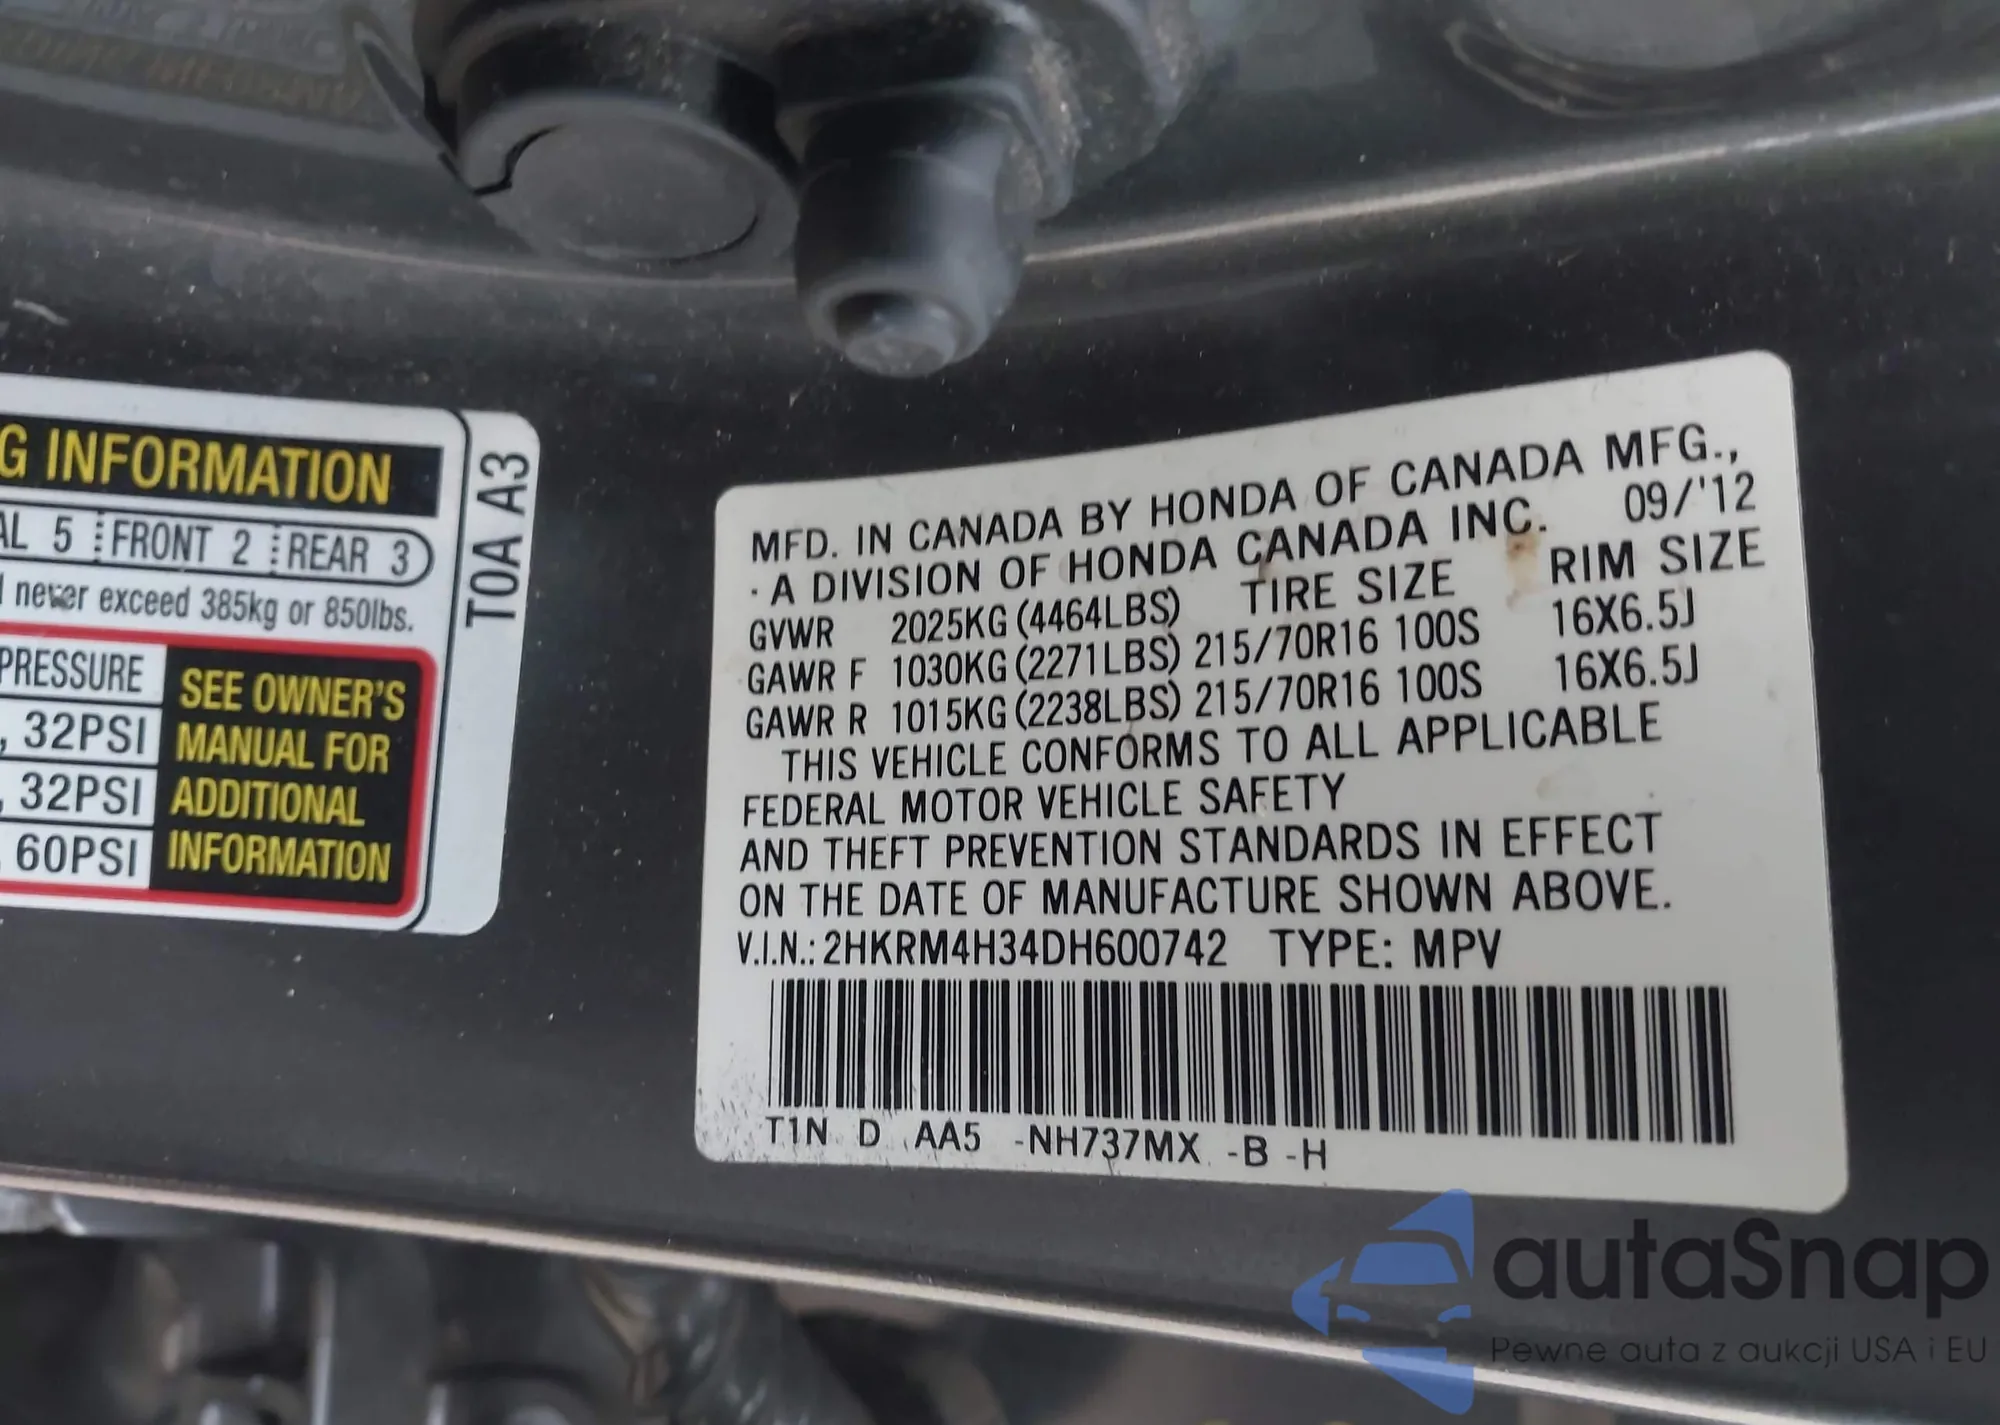 G INFORMATION
AL 5 FRONT 2 REAR 3
never exceed 385kg or 850lbs.
PRESSURE
, 32PSI
, 32PSI
60PSI
SEE OWNER'S
MANUAL FOR
ADDITIONAL
INFORMATION
T0A A3
MFD. IN CANADA BY HONDA OF CANADA MFG.,
A DIVISION OF HONDA CANADA INC. 09/'12
GVWR 2025KG (4464LBS) TIRE SIZE RIM SIZE
GAWR F 1030KG (2271LBS) 215/70R16 100S 16X6.5J
GAWR R 1015KG (2238LBS) 215/70R16 100S 16X6.5J
THIS VEHICLE CONFORMS TO ALL APPLICABLE
FEDERAL MOTOR VEHICLE SAFETY
AND THEFT PREVENTION STANDARDS IN EFFECT
ON THE DATE OF MANUFACTURE SHOWN ABOVE.
V.I.N.: 2HKRM4H34DH600742 TYPE: MPV
T1N D AA5 -NH737MX -B -H
autaSnap
Pewne auta z aukcji USA i EU